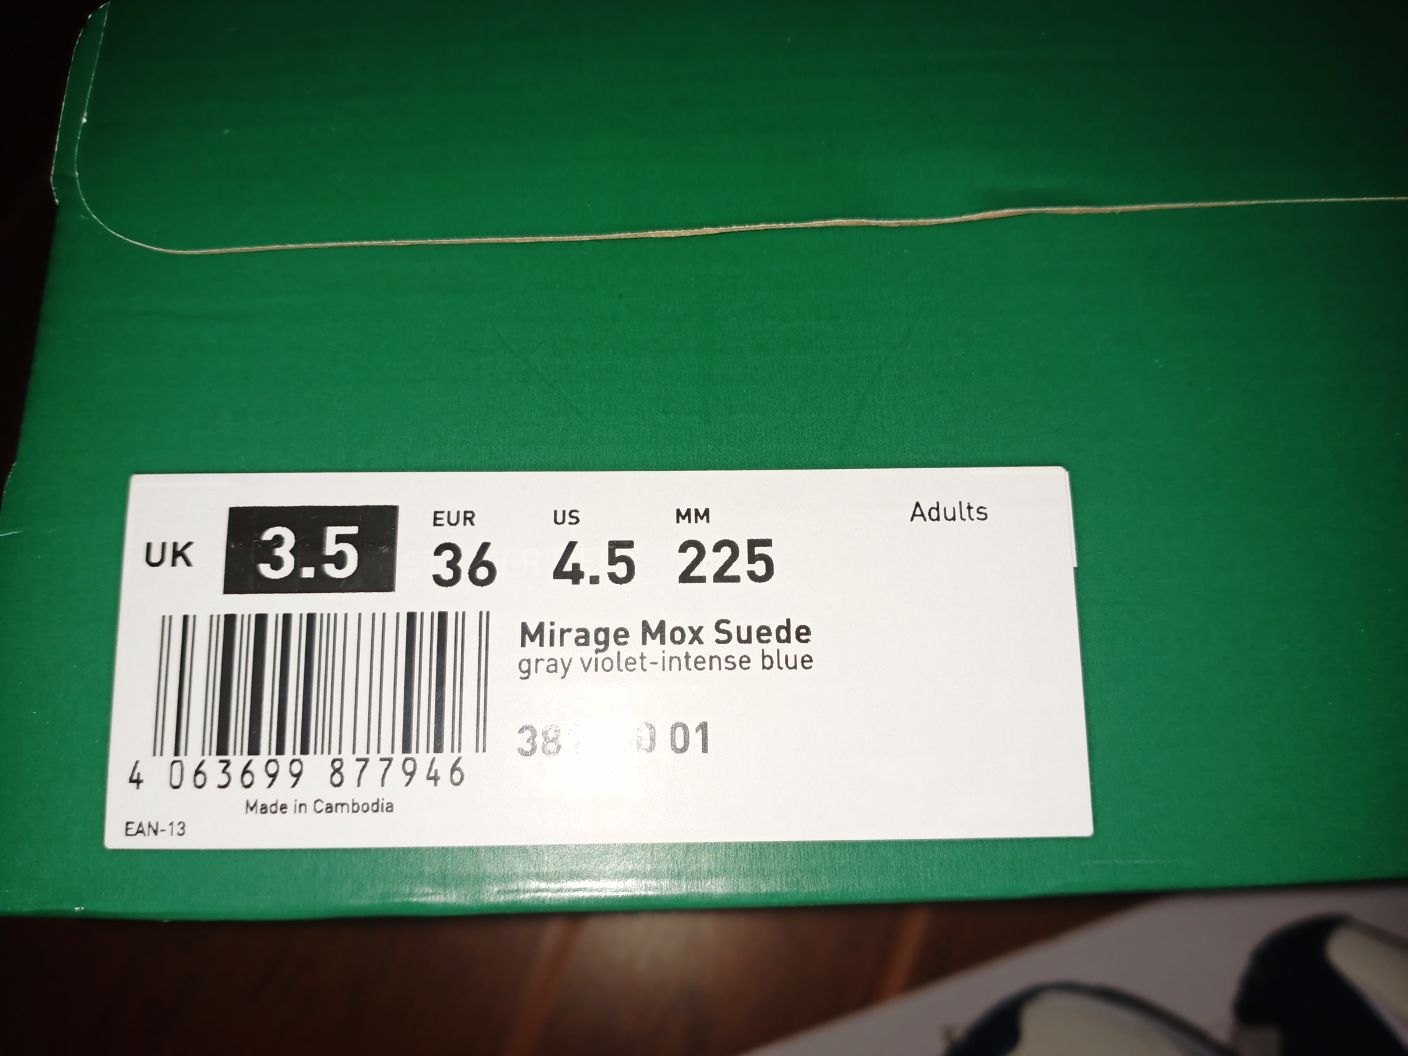 UK 3.5
EUR 36
US 4.5
MM 225
Adults
Mirage Mox Suede
gray violet-intense blue
01
4 063699 877946
Made in Cambodia
EAN-13